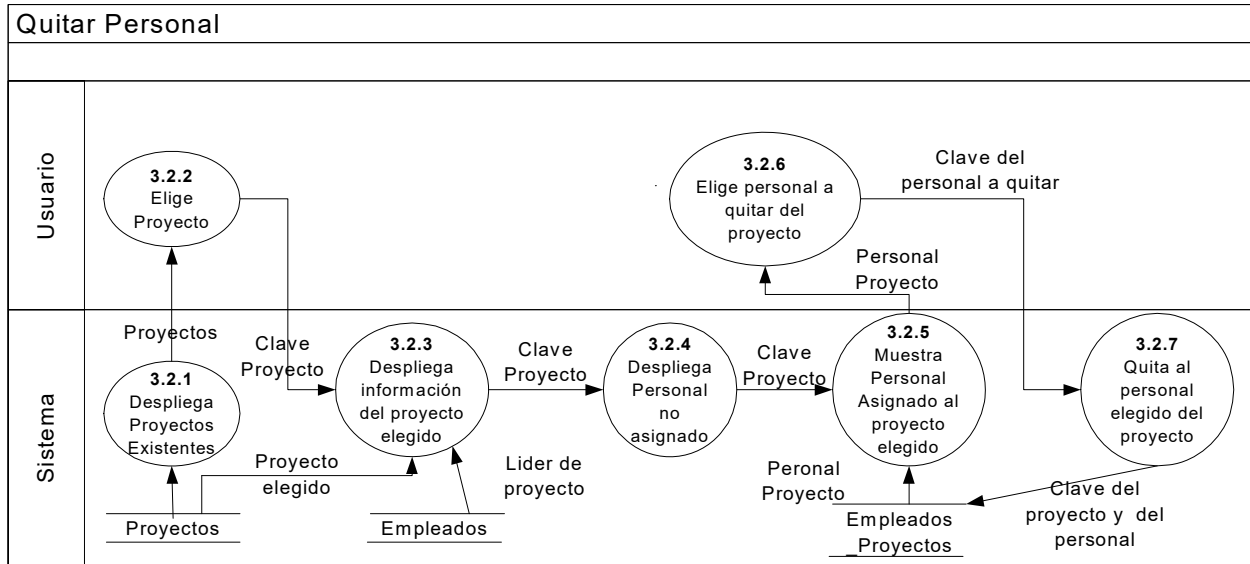 Quitar Personal
Usuario
3.2.2
Elige
Proyecto
3.2.6
Elige personal a
quitar del
proyecto
Clave del
personal a quitar
Personal
Proyecto
Sistema
Proyectos
3.2.1
Despliega
Proyectos
Existentes
Clave
Proyecto
3.2.3
Despliega
información
del proyecto
elegido
Clave
Proyecto
3.2.4
Despliega
Personal
no
asignado
Clave
Proyecto
3.2.5
Muestra
Personal
Asignado al
proyecto
elegido
3.2.7
Quita al
personal
elegido del
proyecto
Proyecto
elegido
Lider de
proyecto
Peronal
Proyecto
Proyectos
Empleados
Empleados
_Proyectos
Clave del
proyecto y del
personal